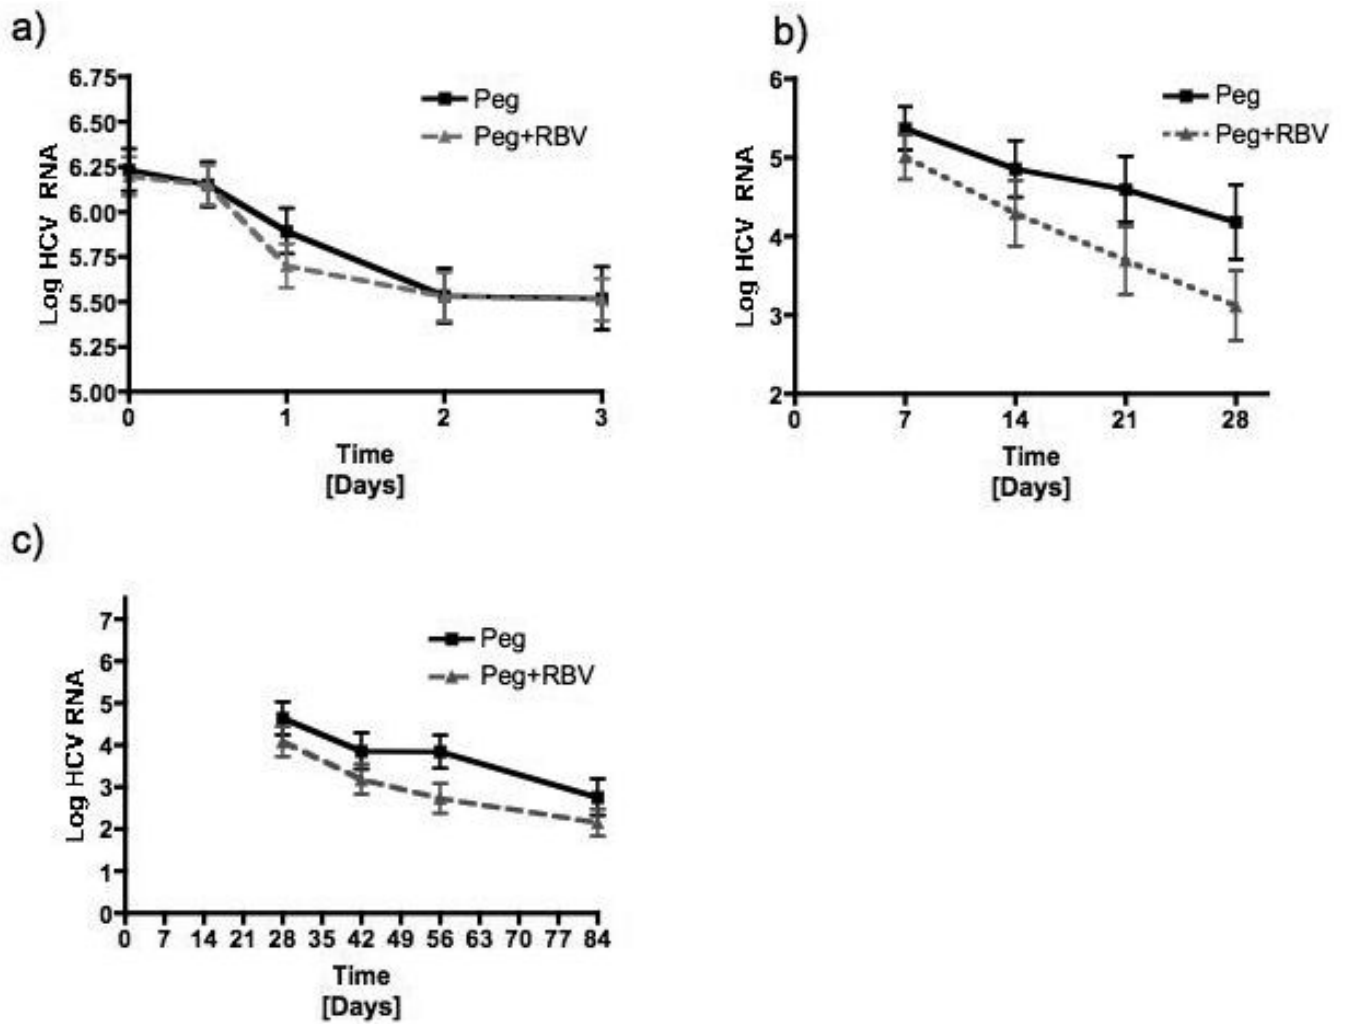 a)
Log HCV RNA
6.75
6.50
6.25
6.00
5.75
5.50
5.25
5.00
0 1 2 3
Time
[Days]
Peg
Peg+RBV
b)
Log HCV RNA
6
5
4
3
2
0 7 14 21 28
Time
[Days]
Peg
Peg+RBV
c)
Log HCV RNA
7
6
5
4
3
2
1
0
0 7 14 21 28 35 42 49 56 63 70 77 84
Time
[Days]
Peg
Peg+RBV